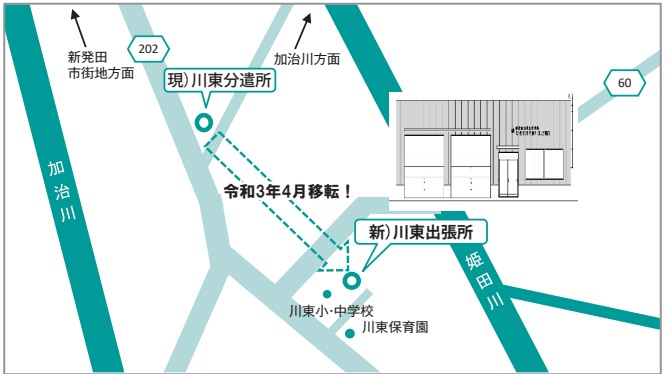 新発田
市街地方面
202
加治川方面
60
現)川東分遣所
加治川
令和3年4月移転！
新)川東出張所
姫田川
川東小・中学校
川東保育園